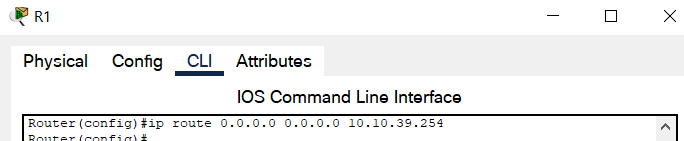 R1
Physical Config CLI Attributes
IOS Command Line Interface
Router(config)#ip route 0.0.0.0 0.0.0.0 10.10.39.254
Router(config)#